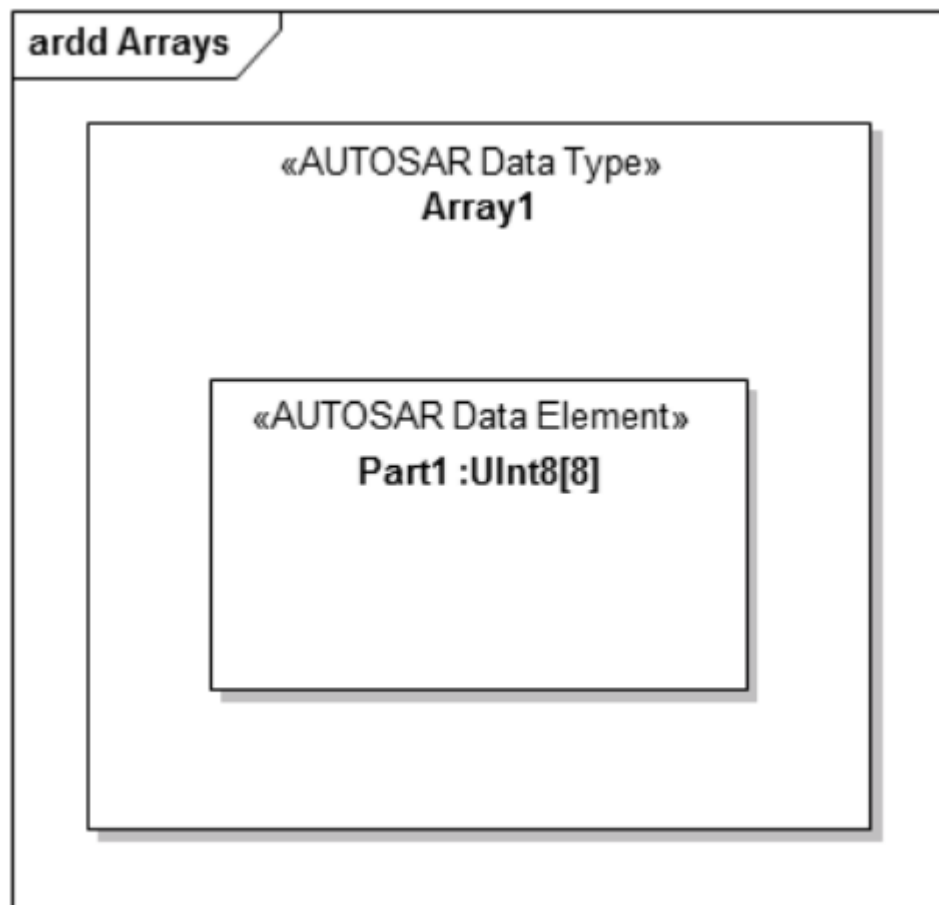 ardd Arrays
«AUTOSAR Data Type»
Array1
«AUTOSAR Data Element»
Part1 :UInt8[8]